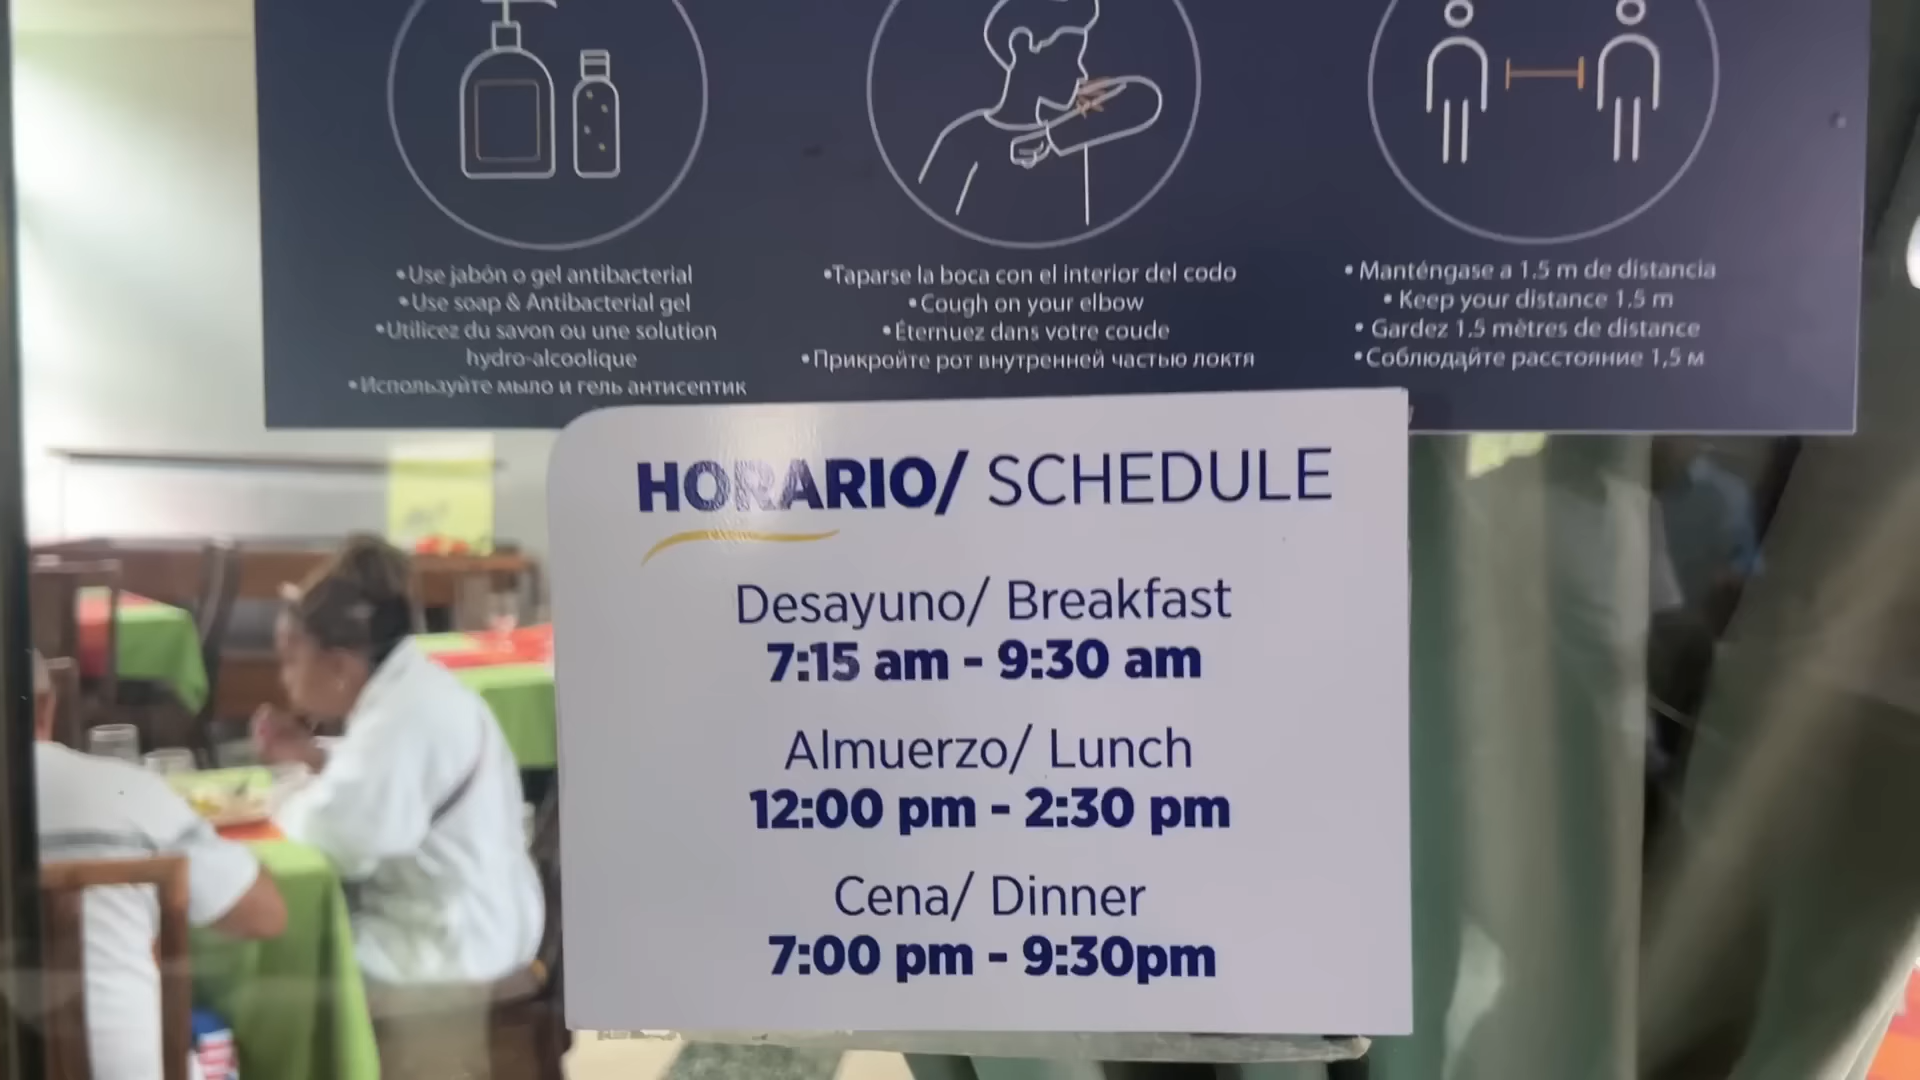 •Use jabón o gel antibacterial
•Use soap & Antibacterial gel
•Utilicez du savon ou une solution
hydro-alcoolique
•Используйте мыло и гель антисептик
•Taparse la boca con el interior del codo
•Cough on your elbow
•Éternuez dans votre coude
•Прикройте рот внутренней частью локтя
• Manténgase a 1.5 m de distancia
• Keep your distance 1.5 m
• Gardez 1.5 mètres de distance
•Соблюдайте расстояние 1,5 м
HORARIO/ SCHEDULE
Desayuno/ Breakfast
7:15 am - 9:30 am
Almuerzo/ Lunch
12:00 pm - 2:30 pm
Cena/ Dinner
7:00 pm - 9:30pm